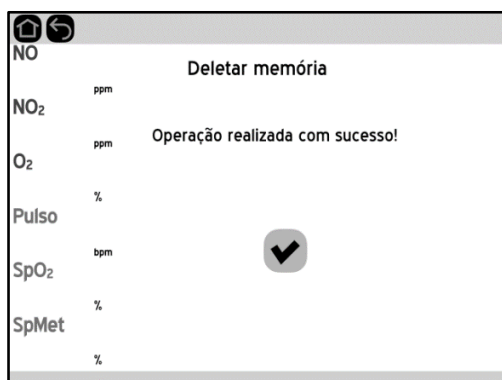 NO
Deletar memória
ppm
NO₂
Operação realizada com sucesso!
ppm
O₂
%
Pulso
bpm
SpO₂
%
SpMet
%